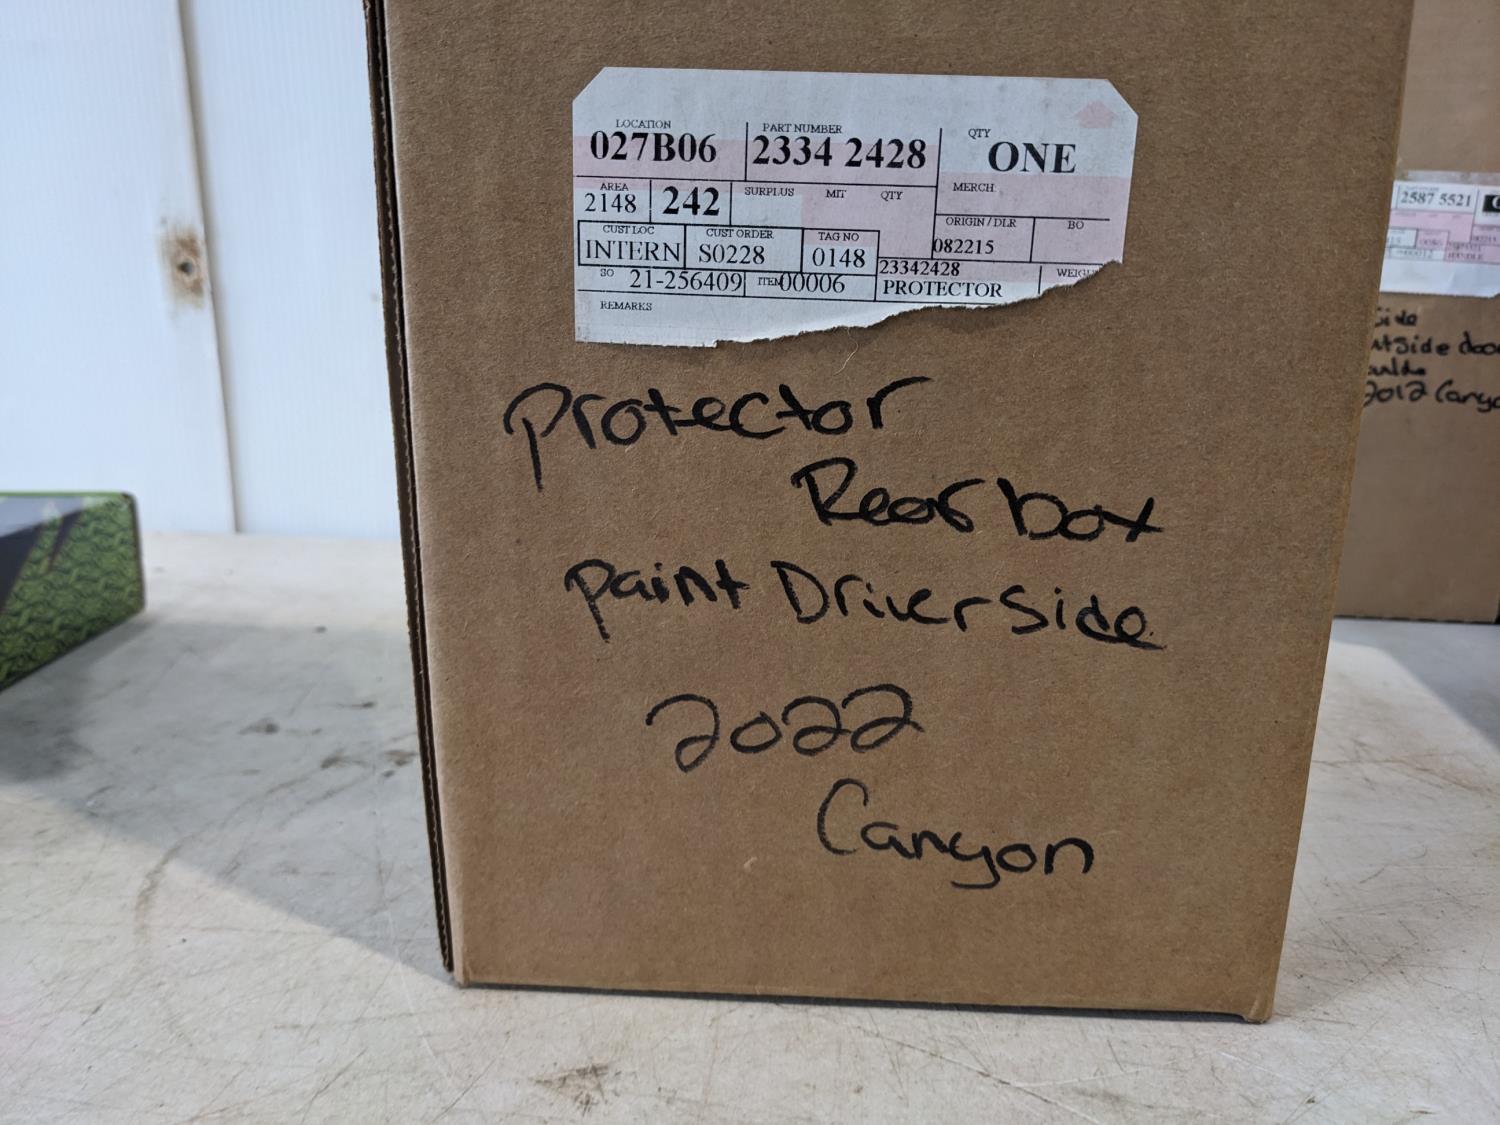 LOCATION PART NUMBER QTY
027B06 2334 2428 ONE
AREA SURPLUS MIT QTY MERCH
2148 242
CUST LOC CUST ORDER TAG NO ORIGIN / DLR BO
INTERN S0228 0148 082215
SO 21-256409 ITEM 00006 23342428
PROTECTOR
REMARKS
protector
Rear box
paint Driver Side
2022
Canyon
2587 5521
2012